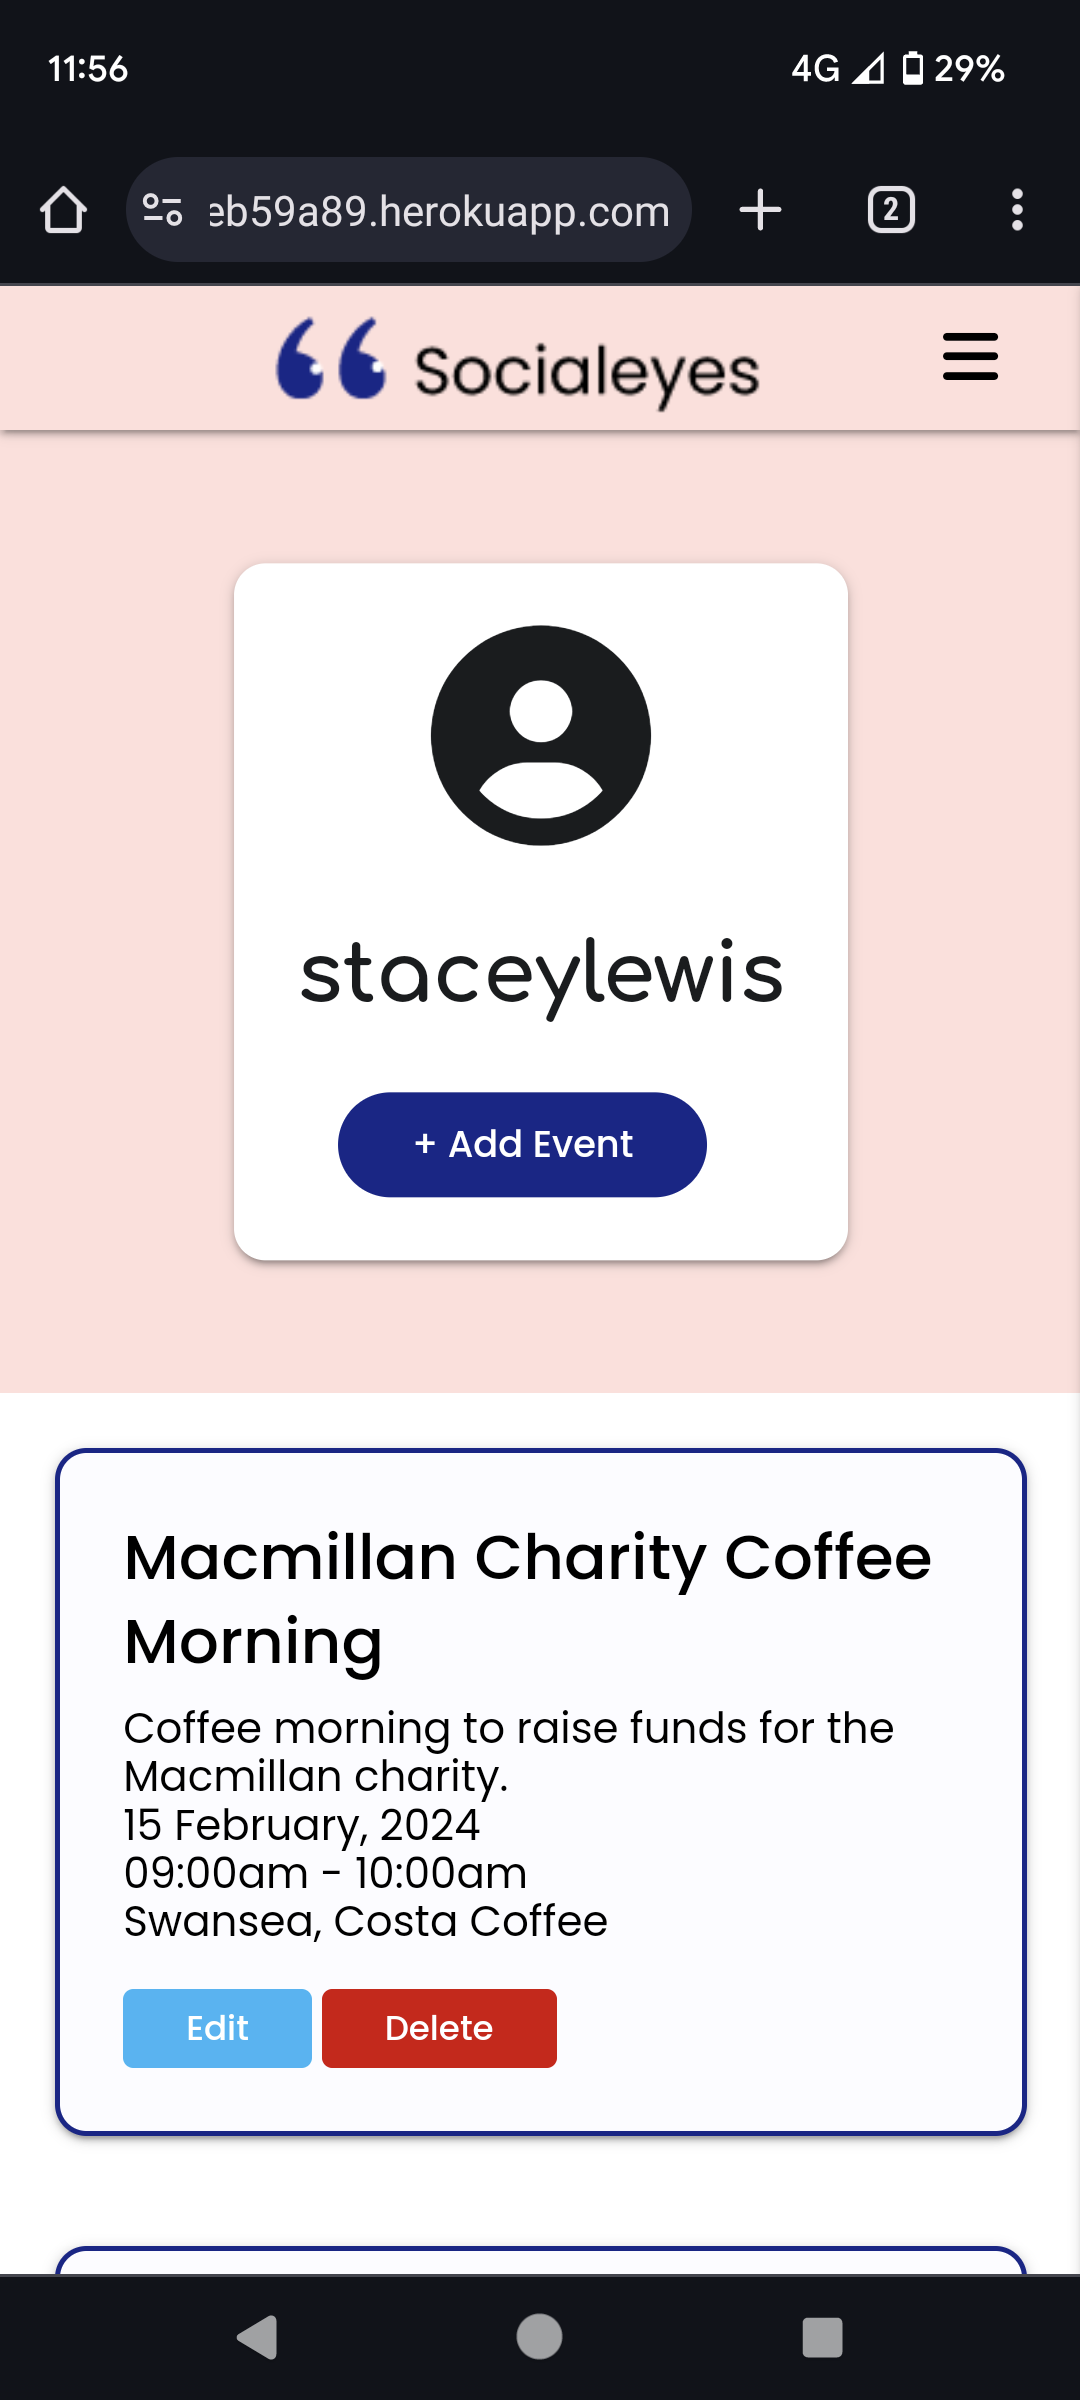 11:56
4G 29%
eb59a89.herokuapp.com
2
Socialeyes
staceylewis
+ Add Event
Macmillan Charity Coffee
Morning
Coffee morning to raise funds for the
Macmillan charity.
15 February, 2024
09:00am - 10:00am
Swansea, Costa Coffee
Edit Delete